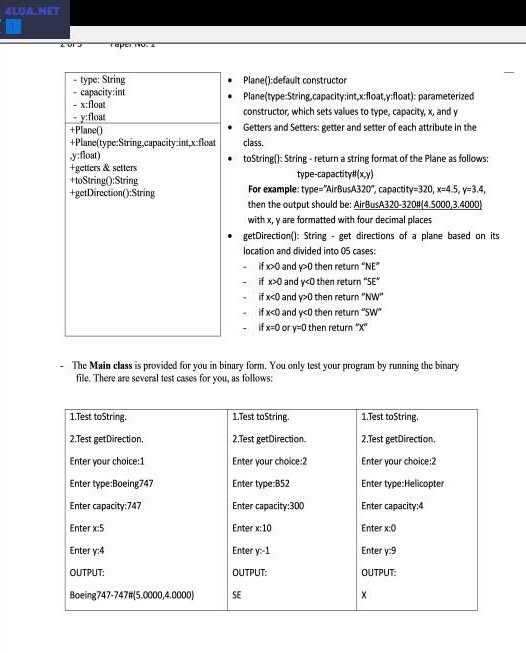 4LUA.NET
2 of 3 Paper No: 1
- type: String
- capacity:int
- x:float
- y:float
+Plane()
+Plane(type:String,capacity:int,x:float
,y:float)
+getters & setters
+toString():String
+getDirection():String
• Plane():default constructor
• Plane(type:String,capacity:int,x:float,y:float): parameterized
constructor, which sets values to type, capacity, x, and y
• Getters and Setters: getter and setter of each attribute in the
class.
• toString(): String - return a string format of the Plane as follows:
type-capactity#(x,y)
For example: type="AirBusA320", capactity=320, x=4.5, y=3.4,
then the output should be: AirBusA320-320#(4.5000,3.4000)
with x, y are formatted with four decimal places
• getDirection(): String - get directions of a plane based on its
location and divided into 05 cases:
- if x>0 and y>0 then return "NE"
- if x>0 and y<0 then return "SE"
- if x<0 and y>0 then return "NW"
- if x<0 and y<0 then return "SW"
- if x=0 or y=0 then return "X"
- The Main class is provided for you in binary form. You only test your program by running the binary
file. There are several test cases for you, as follows:
1.Test toString.
2.Test getDirection.
Enter your choice:1
Enter type:Boeing747
Enter capacity:747
Enter x:5
Enter y:4
OUTPUT:
Boeing747-747#(5.0000,4.0000)
1.Test toString.
2.Test getDirection.
Enter your choice:2
Enter type:B52
Enter capacity:300
Enter x:10
Enter y:-1
OUTPUT:
SE
1.Test toString.
2.Test getDirection.
Enter your choice:2
Enter type:Helicopter
Enter capacity:4
Enter x:0
Enter y:9
OUTPUT:
X